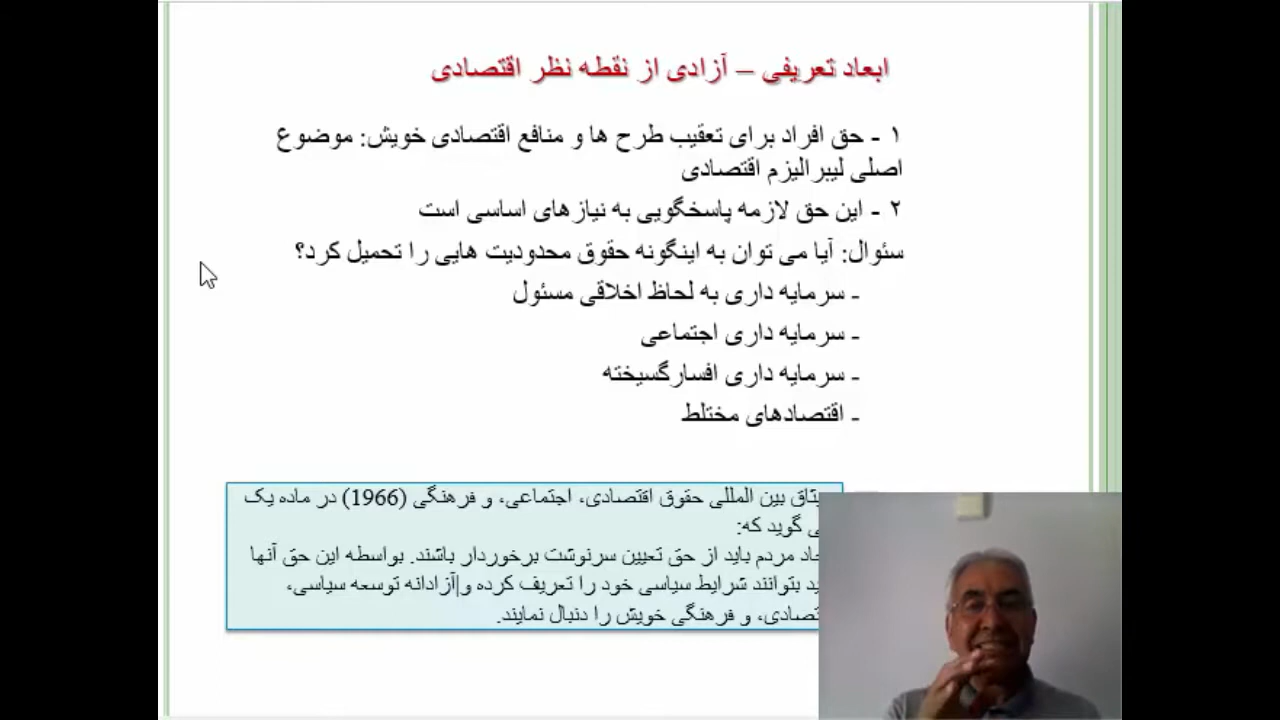 ابعاد تعریفی – آزادی از نقطه نظر اقتصادی
۱ - حق افراد برای تعقیب طرح ها و منافع اقتصادی خویش: موضوع
اصلی لیبرالیزم اقتصادی
۲ - این حق لازمه پاسخگویی به نیازهای اساسی است
سئوال: آیا می توان به اینگونه حقوق محدودیت هایی را تحمیل کرد؟
- سرمایه داری به لحاظ اخلاقی مسئول
- سرمایه داری اجتماعی
- سرمایه داری افسارگسیخته
- اقتصادهای مختلط
بین المللی حقوق اقتصادی، اجتماعی، و فرهنگی (1966) در ماده یک
گوید که:
مردم باید از حق تعیین سرنوشت برخوردار باشند. بواسطه این حق آنها
بتوانند شرایط سیاسی خود را تعریف کرده و آزادانه توسعه سیاسی،
و فرهنگی خویش را دنبال نمایند.